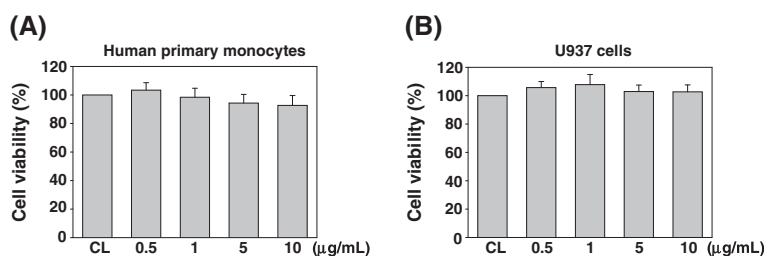 (A)
Human primary monocytes
Cell viability (%)
120
100
80
60
40
20
0
CL 0.5 1 5 10 (μg/mL)
(B)
U937 cells
Cell viability (%)
120
100
80
60
40
20
0
CL 0.5 1 5 10 (μg/mL)